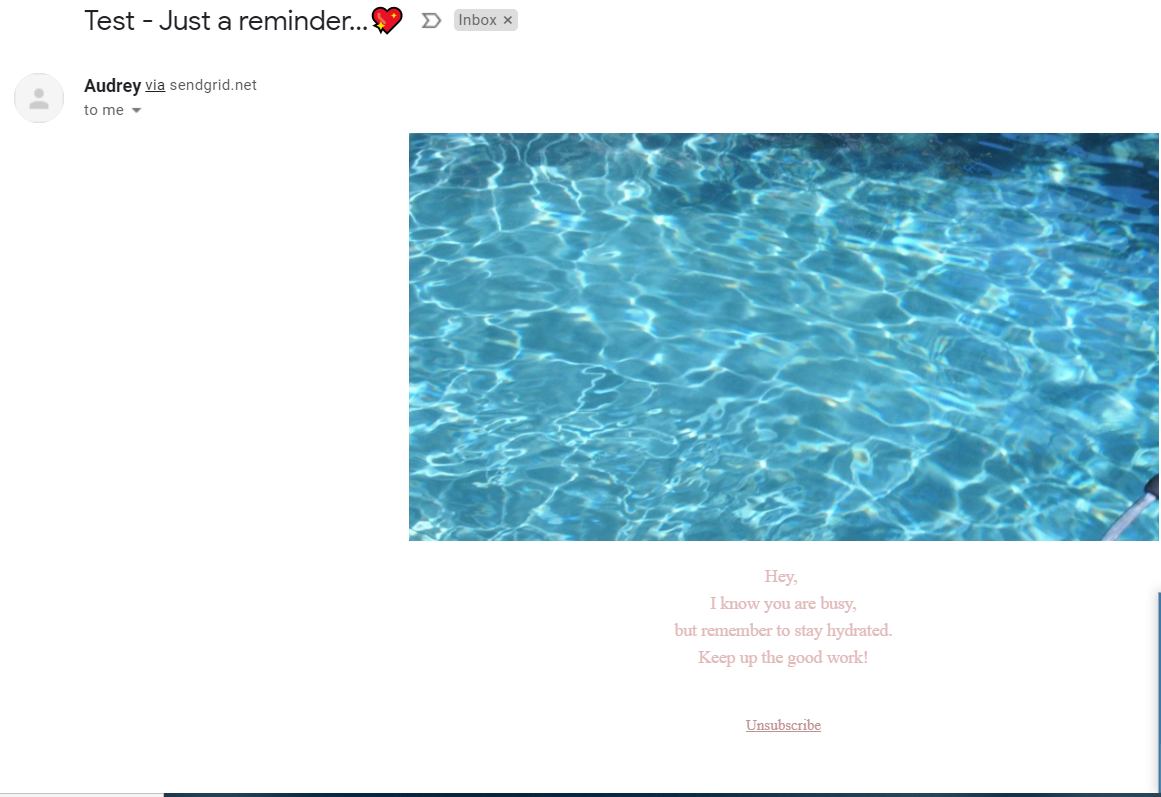 Test - Just a reminder...💖 Inbox ×
Audrey via sendgrid.net
to me
Hey,
I know you are busy,
but remember to stay hydrated.
Keep up the good work!
Unsubscribe